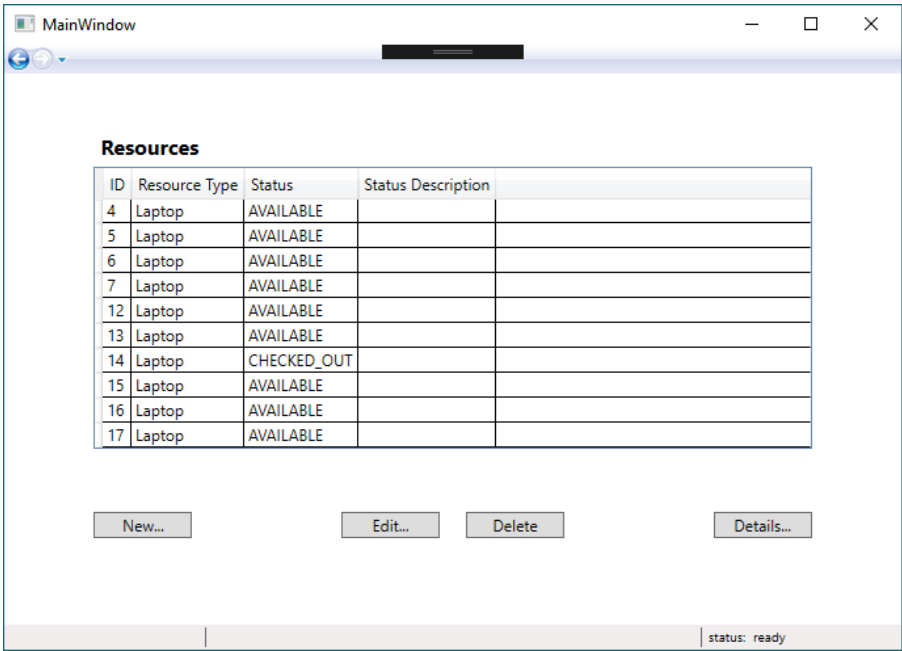 MainWindow
Resources
ID Resource Type Status Status Description
4 Laptop AVAILABLE
5 Laptop AVAILABLE
6 Laptop AVAILABLE
7 Laptop AVAILABLE
12 Laptop AVAILABLE
13 Laptop AVAILABLE
14 Laptop CHECKED_OUT
15 Laptop AVAILABLE
16 Laptop AVAILABLE
17 Laptop AVAILABLE
New... Edit... Delete Details...
status: ready